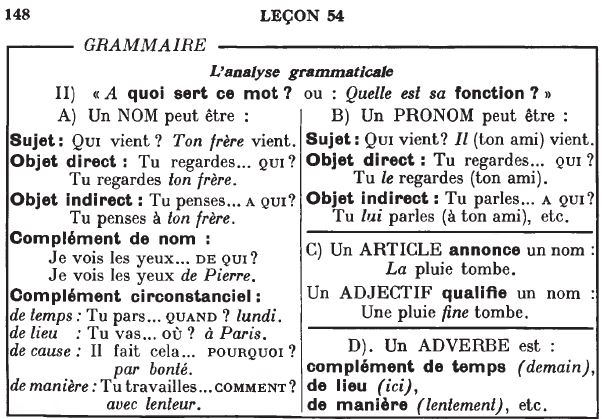 148
LEÇON 54
GRAMMAIRE
L'analyse grammaticale
II) « A quoi sert ce mot ? ou : Quelle est sa fonction ? »
A) Un NOM peut être :
Sujet : QUI vient ? Ton frère vient.
Objet direct : Tu regardes... QUI ?
Tu regardes ton frère.
Objet indirect : Tu penses... A QUI ?
Tu penses à ton frère.
Complément de nom :
Je vois les yeux... DE QUI ?
Je vois les yeux de Pierre.
Complément circonstanciel :
de temps : Tu pars... QUAND ? lundi.
de lieu : Tu vas... OÙ ? à Paris.
de cause : Il fait cela... POURQUOI ?
par bonté.
de manière : Tu travailles... COMMENT ?
avec lenteur.
B) Un PRONOM peut être :
Sujet : QUI vient ? Il (ton ami) vient.
Objet direct : Tu regardes... QUI ?
Tu le regardes (ton ami).
Objet indirect : Tu parles... A QUI ?
Tu lui parles (à ton ami), etc.
C) Un ARTICLE annonce un nom :
La pluie tombe.
Un ADJECTIF qualifie un nom :
Une pluie fine tombe.
D). Un ADVERBE est :
complément de temps (demain),
de lieu (ici),
de manière (lentement), etc.